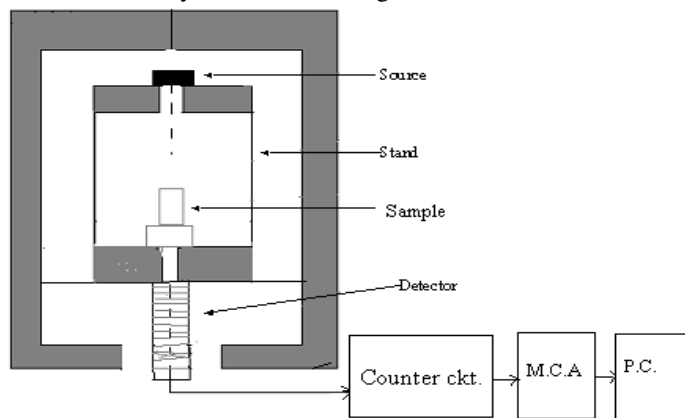 Source
Stand
Sample
Detector
Counter ckt.
M.C.A
P.C.